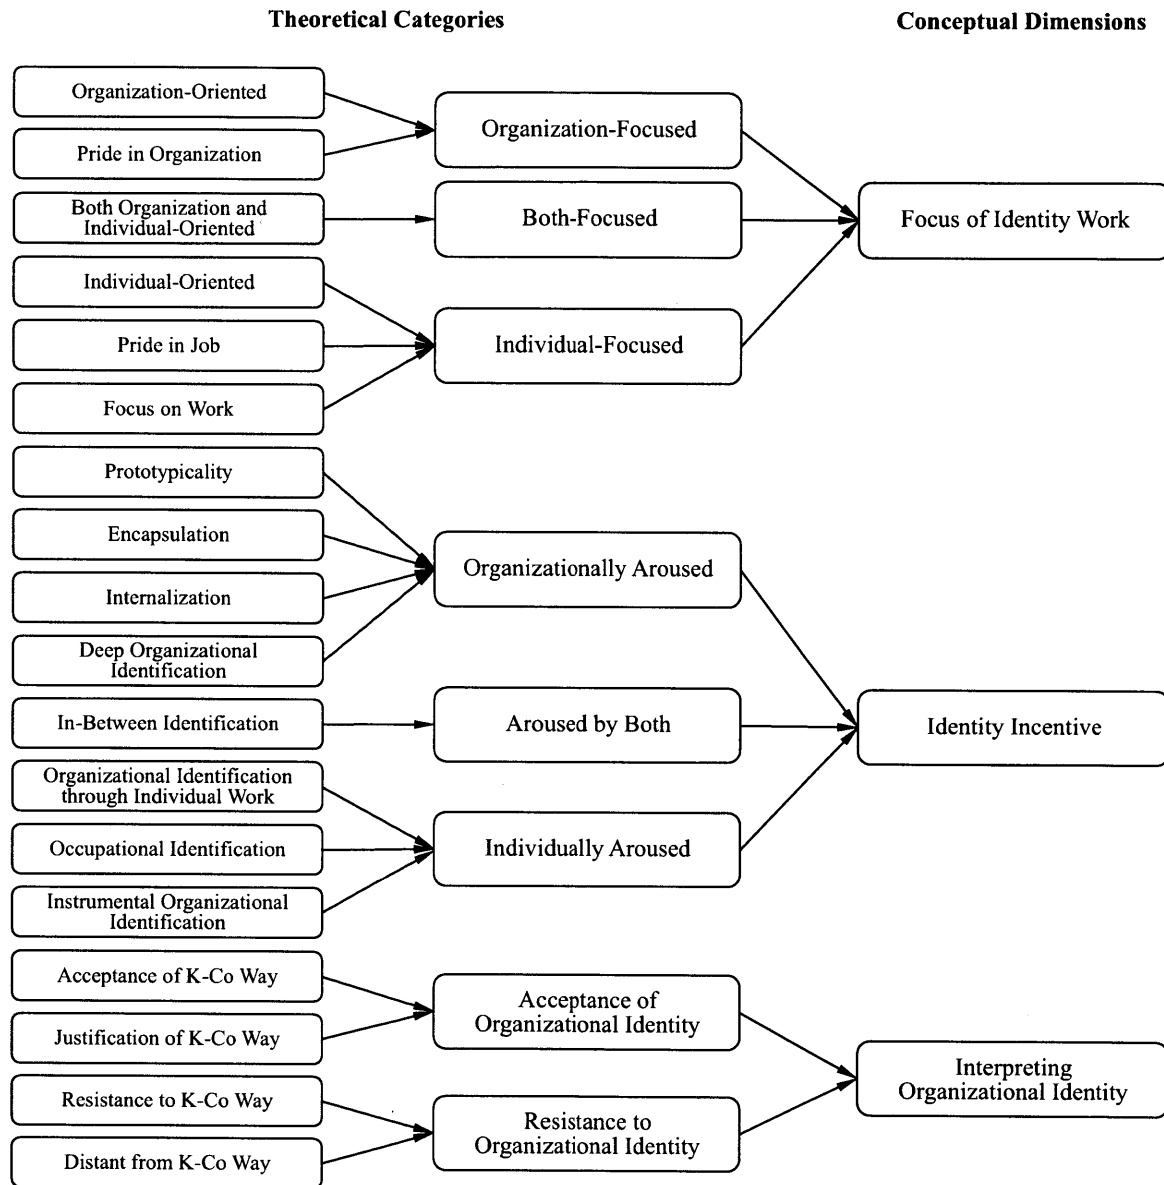 Theoretical Categories
Conceptual Dimensions
Organization-Oriented
Pride in Organization
Both Organization and
Individual-Oriented
Individual-Oriented
Pride in Job
Focus on Work
Prototypicality
Encapsulation
Internalization
Deep Organizational
Identification
In-Between Identification
Organizational Identification
through Individual Work
Occupational Identification
Instrumental Organizational
Identification
Acceptance of K-Co Way
Justification of K-Co Way
Resistance to K-Co Way
Distant from K-Co Way
Organization-Focused
Both-Focused
Individual-Focused
Organizationally Aroused
Aroused by Both
Individually Aroused
Acceptance of
Organizational Identity
Resistance to
Organizational Identity
Focus of Identity Work
Identity Incentive
Interpreting
Organizational Identity